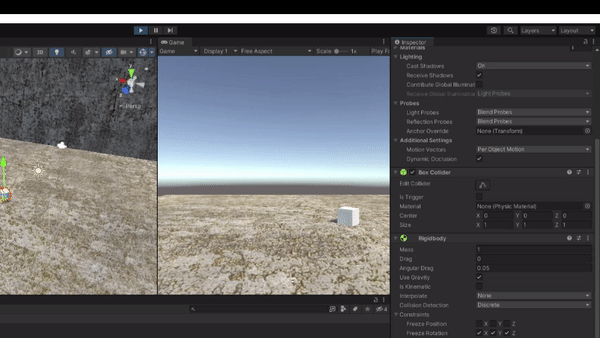 Layers
Layout
Game
Inspector
Game
Display 1
Free Aspect
Scale
1x
Play F
Materials
1
Lighting
Cast Shadows
On
Receive Shadows
Contribute Global Illuminat
Receive Global Illumination
Light Probes
Probes
Light Probes
Blend Probes
Reflection Probes
Blend Probes
Anchor Override
None (Transform)
Additional Settings
Motion Vectors
Per Object Motion
Dynamic Occlusion
Box Collider
Edit Collider
Is Trigger
Material
None (Physic Material)
Center
X 0 Y 0 Z 0
Size
X 1 Y 1 Z 1
Rigidbody
Mass
1
Drag
0
Angular Drag
0.05
Use Gravity
Is Kinematic
Interpolate
None
Collision Detection
Discrete
Constraints
Freeze Position
X Y Z
Freeze Rotation
X Y Z
Persp